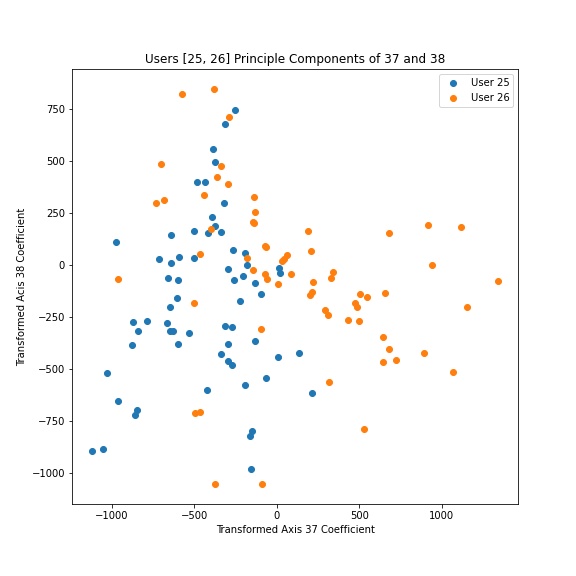 Users [25, 26] Principle Components of 37 and 38
User 25
User 26
Transformed Acis 38 Coefficient
750
500
250
0
−250
−500
−750
−1000
−1000
−500
0
500
1000
Transformed Axis 37 Coefficient